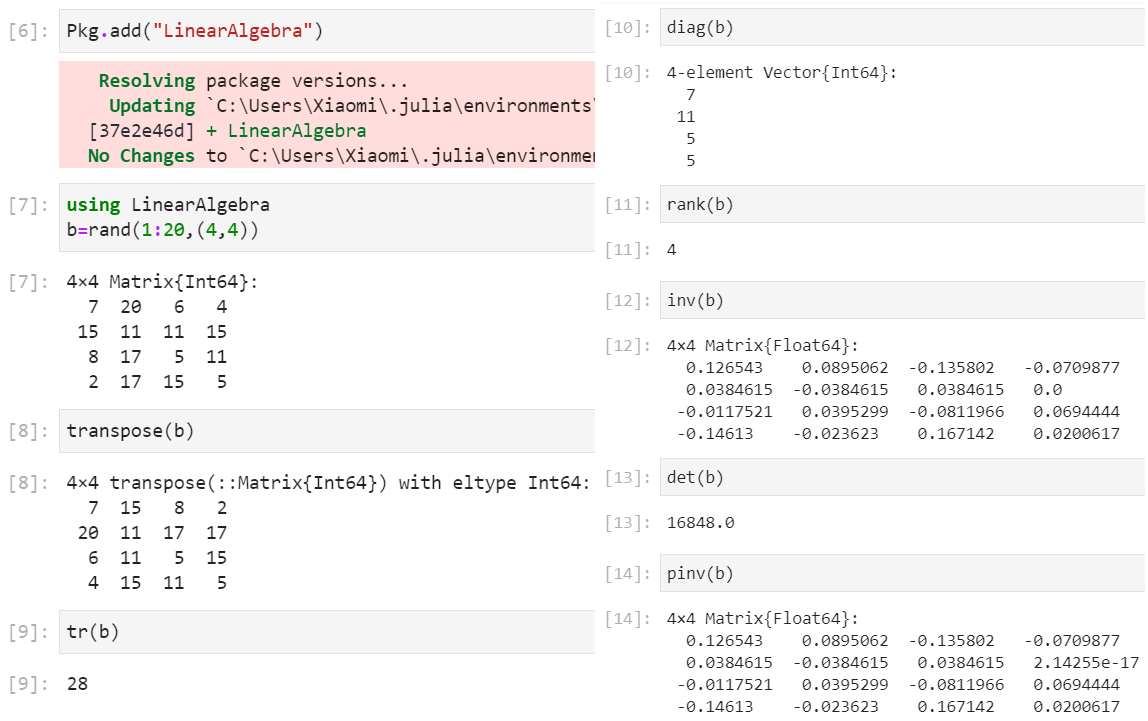 [6]: Pkg.add("LinearAlgebra")
Resolving package versions...
Updating `C:\Users\Xiaomi\.julia\environments\
[37e2e46d] + LinearAlgebra
No Changes to `C:\Users\Xiaomi\.julia\environme
[7]: using LinearAlgebra
b=rand(1:20,(4,4))
[7]: 4×4 Matrix{Int64}:
7 20 6 4
15 11 11 15
8 17 5 11
2 17 15 5
[8]: transpose(b)
[8]: 4×4 transpose(::Matrix{Int64}) with eltype Int64:
7 15 8 2
20 11 17 17
6 11 5 15
4 15 11 5
[9]: tr(b)
[9]: 28
[10]: diag(b)
[10]: 4-element Vector{Int64}:
7
11
5
5
[11]: rank(b)
[11]: 4
[12]: inv(b)
[12]: 4×4 Matrix{Float64}:
0.126543 0.0895062 -0.135802 -0.0709877
0.0384615 -0.0384615 0.0384615 0.0
-0.0117521 0.0395299 -0.0811966 0.0694444
-0.14613 -0.023623 0.167142 0.0200617
[13]: det(b)
[13]: 16848.0
[14]: pinv(b)
[14]: 4×4 Matrix{Float64}:
0.126543 0.0895062 -0.135802 -0.0709877
0.0384615 -0.0384615 0.0384615 2.14255e-17
-0.0117521 0.0395299 -0.0811966 0.0694444
-0.14613 -0.023623 0.167142 0.0200617